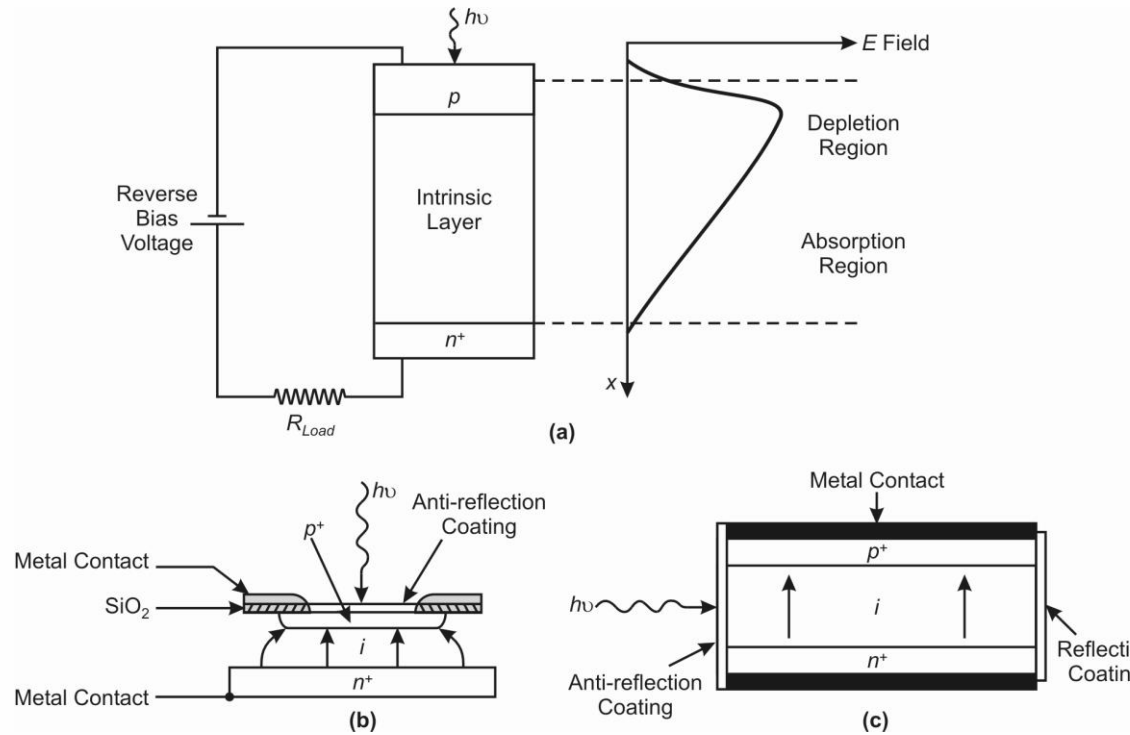 hυ
E Field
p
Depletion
Region
Reverse
Bias
Voltage
Intrinsic
Layer
Absorption
Region
n⁺
x
R_Load
(a)
hυ
Anti-reflection
Coating
p⁺
Metal Contact
SiO₂
i
n⁺
Metal Contact
(b)
Metal Contact
p⁺
hυ
i
n⁺
Reflecti
Coatin
Anti-reflection
Coating
(c)